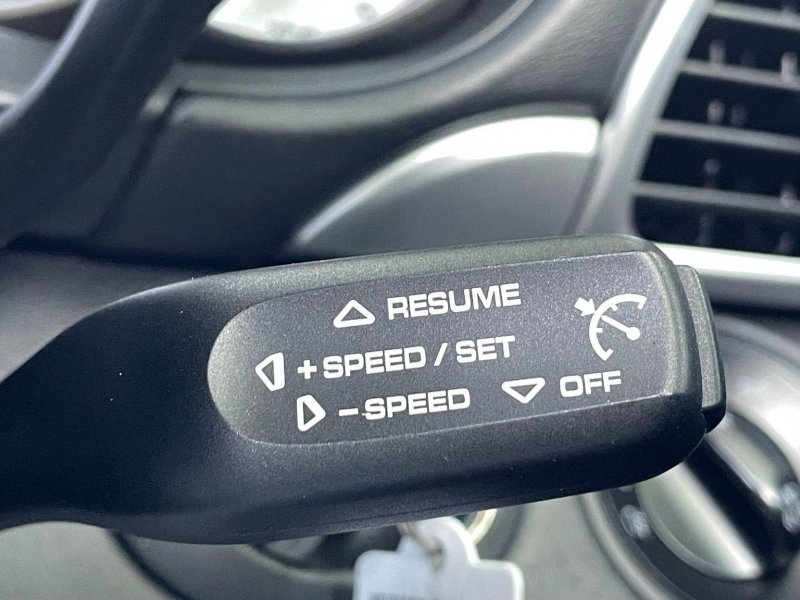 RESUME
+SPEED / SET
-SPEED
OFF